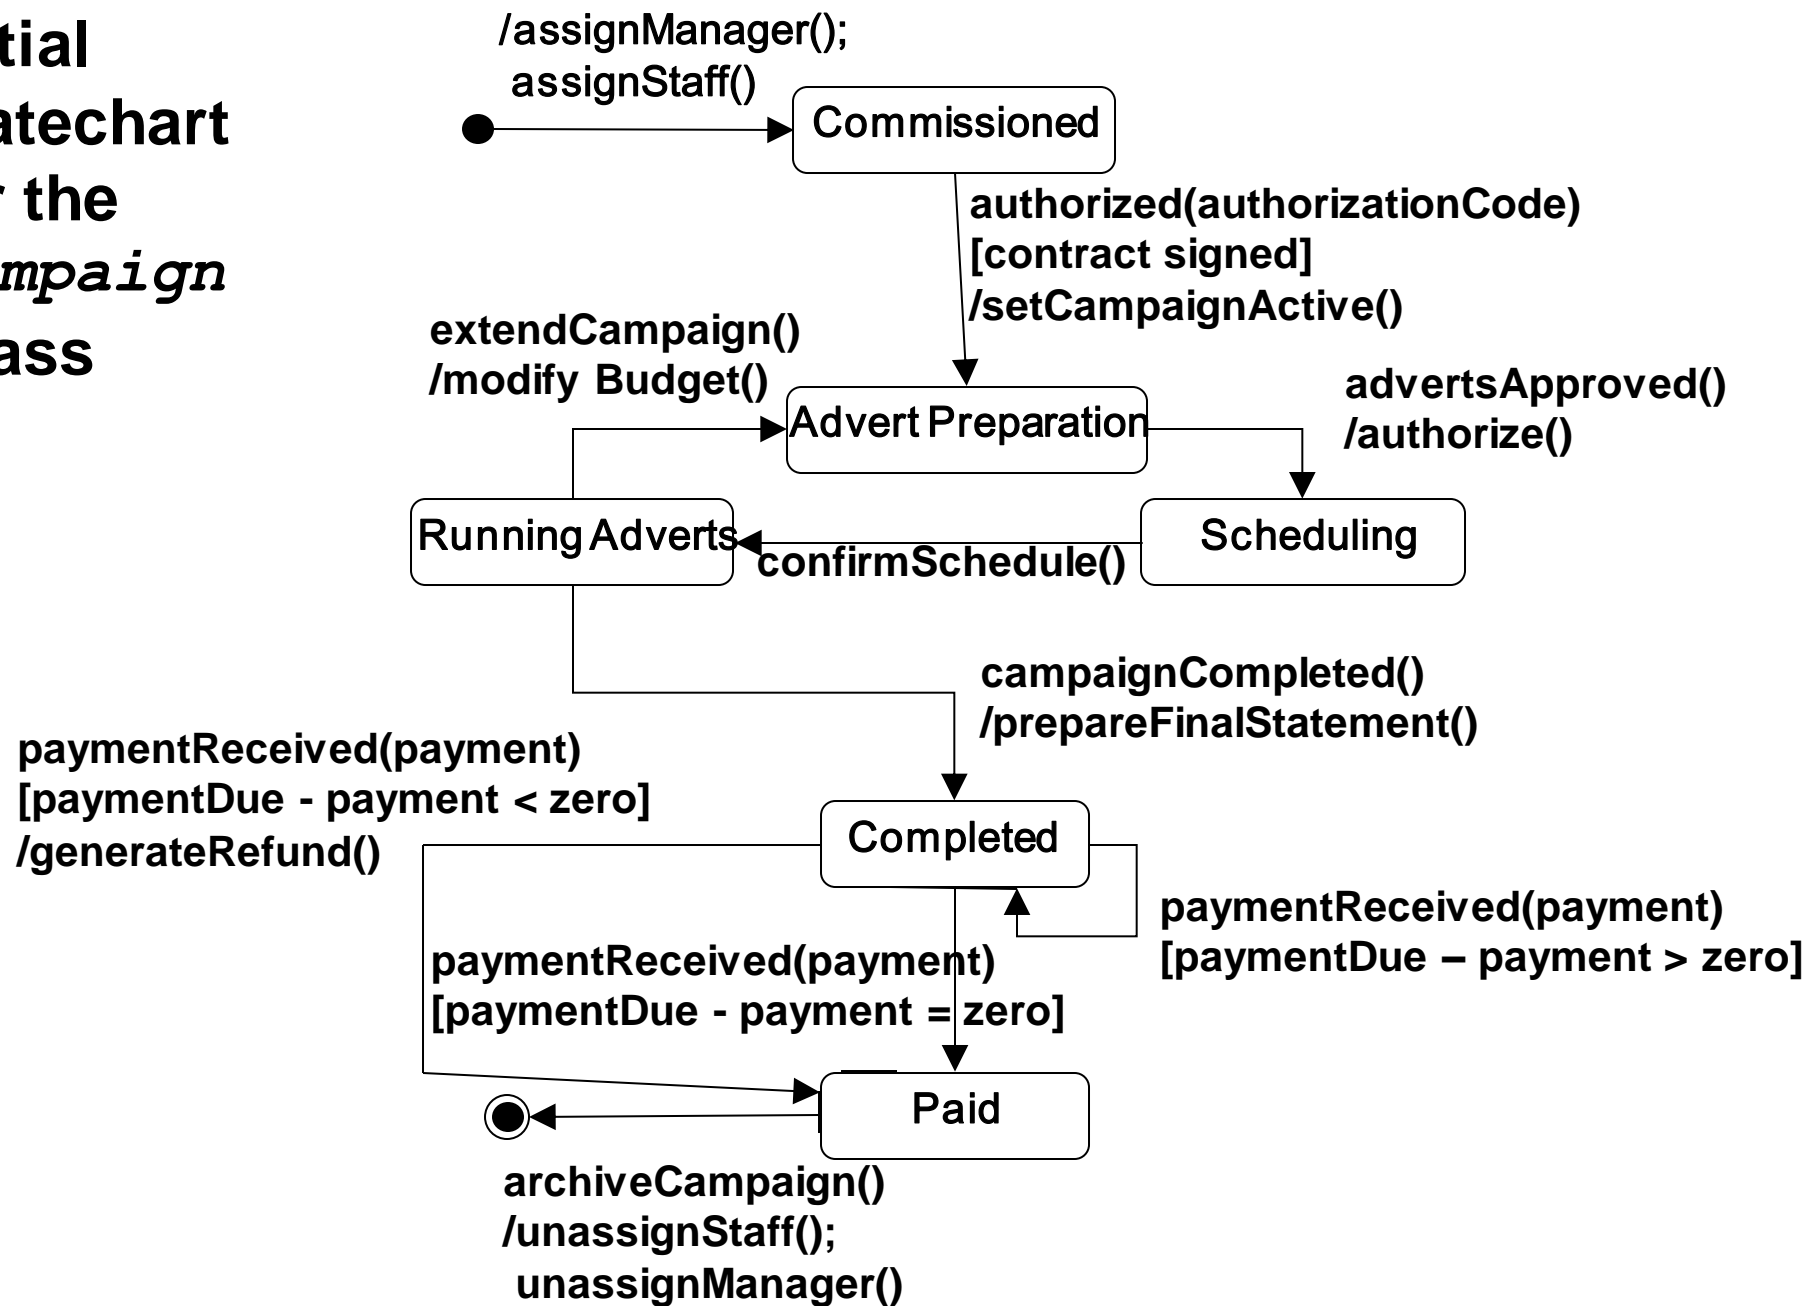 tial
atechart
r the
mpaign
ass
/assignManager();
assignStaff()
Commissioned
authorized(authorizationCode)
[contract signed]
/setCampaignActive()
extendCampaign()
/modify Budget()
Advert Preparation
advertsApproved()
/authorize()
Running Adverts
confirmSchedule()
Scheduling
campaignCompleted()
/prepareFinalStatement()
paymentReceived(payment)
[paymentDue - payment < zero]
/generateRefund()
Completed
paymentReceived(payment)
[paymentDue – payment > zero]
paymentReceived(payment)
[paymentDue - payment = zero]
Paid
archiveCampaign()
/unassignStaff();
unassignManager()